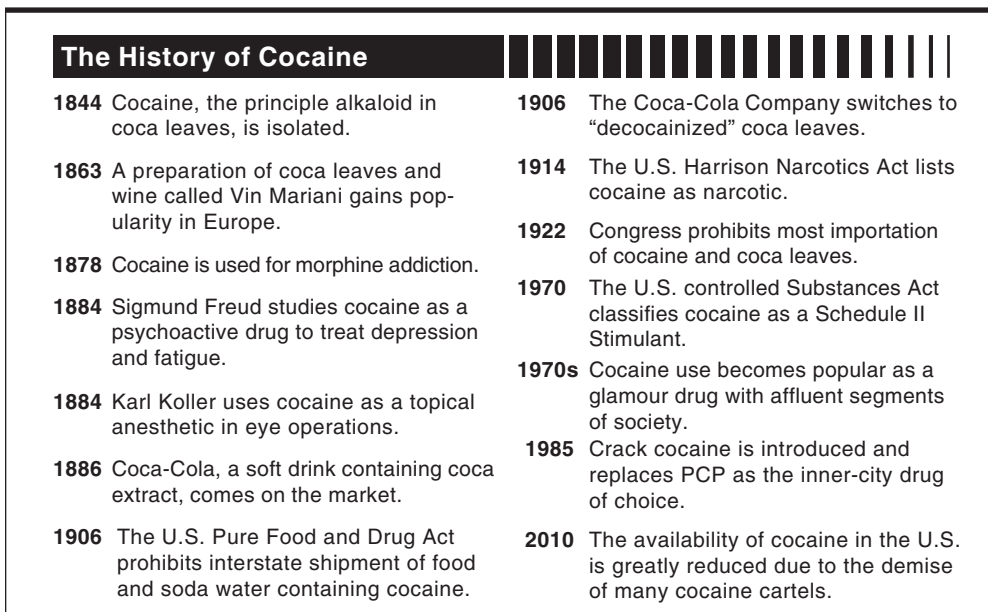 The History of Cocaine
1844 Cocaine, the principle alkaloid in
coca leaves, is isolated.
1863 A preparation of coca leaves and
wine called Vin Mariani gains pop-
ularity in Europe.
1878 Cocaine is used for morphine addiction.
1884 Sigmund Freud studies cocaine as a
psychoactive drug to treat depression
and fatigue.
1884 Karl Koller uses cocaine as a topical
anesthetic in eye operations.
1886 Coca-Cola, a soft drink containing coca
extract, comes on the market.
1906 The U.S. Pure Food and Drug Act
prohibits interstate shipment of food
and soda water containing cocaine.
1906 The Coca-Cola Company switches to
“decocainized” coca leaves.
1914 The U.S. Harrison Narcotics Act lists
cocaine as narcotic.
1922 Congress prohibits most importation
of cocaine and coca leaves.
1970 The U.S. controlled Substances Act
classifies cocaine as a Schedule II
Stimulant.
1970s Cocaine use becomes popular as a
glamour drug with affluent segments
of society.
1985 Crack cocaine is introduced and
replaces PCP as the inner-city drug
of choice.
2010 The availability of cocaine in the U.S.
is greatly reduced due to the demise
of many cocaine cartels.